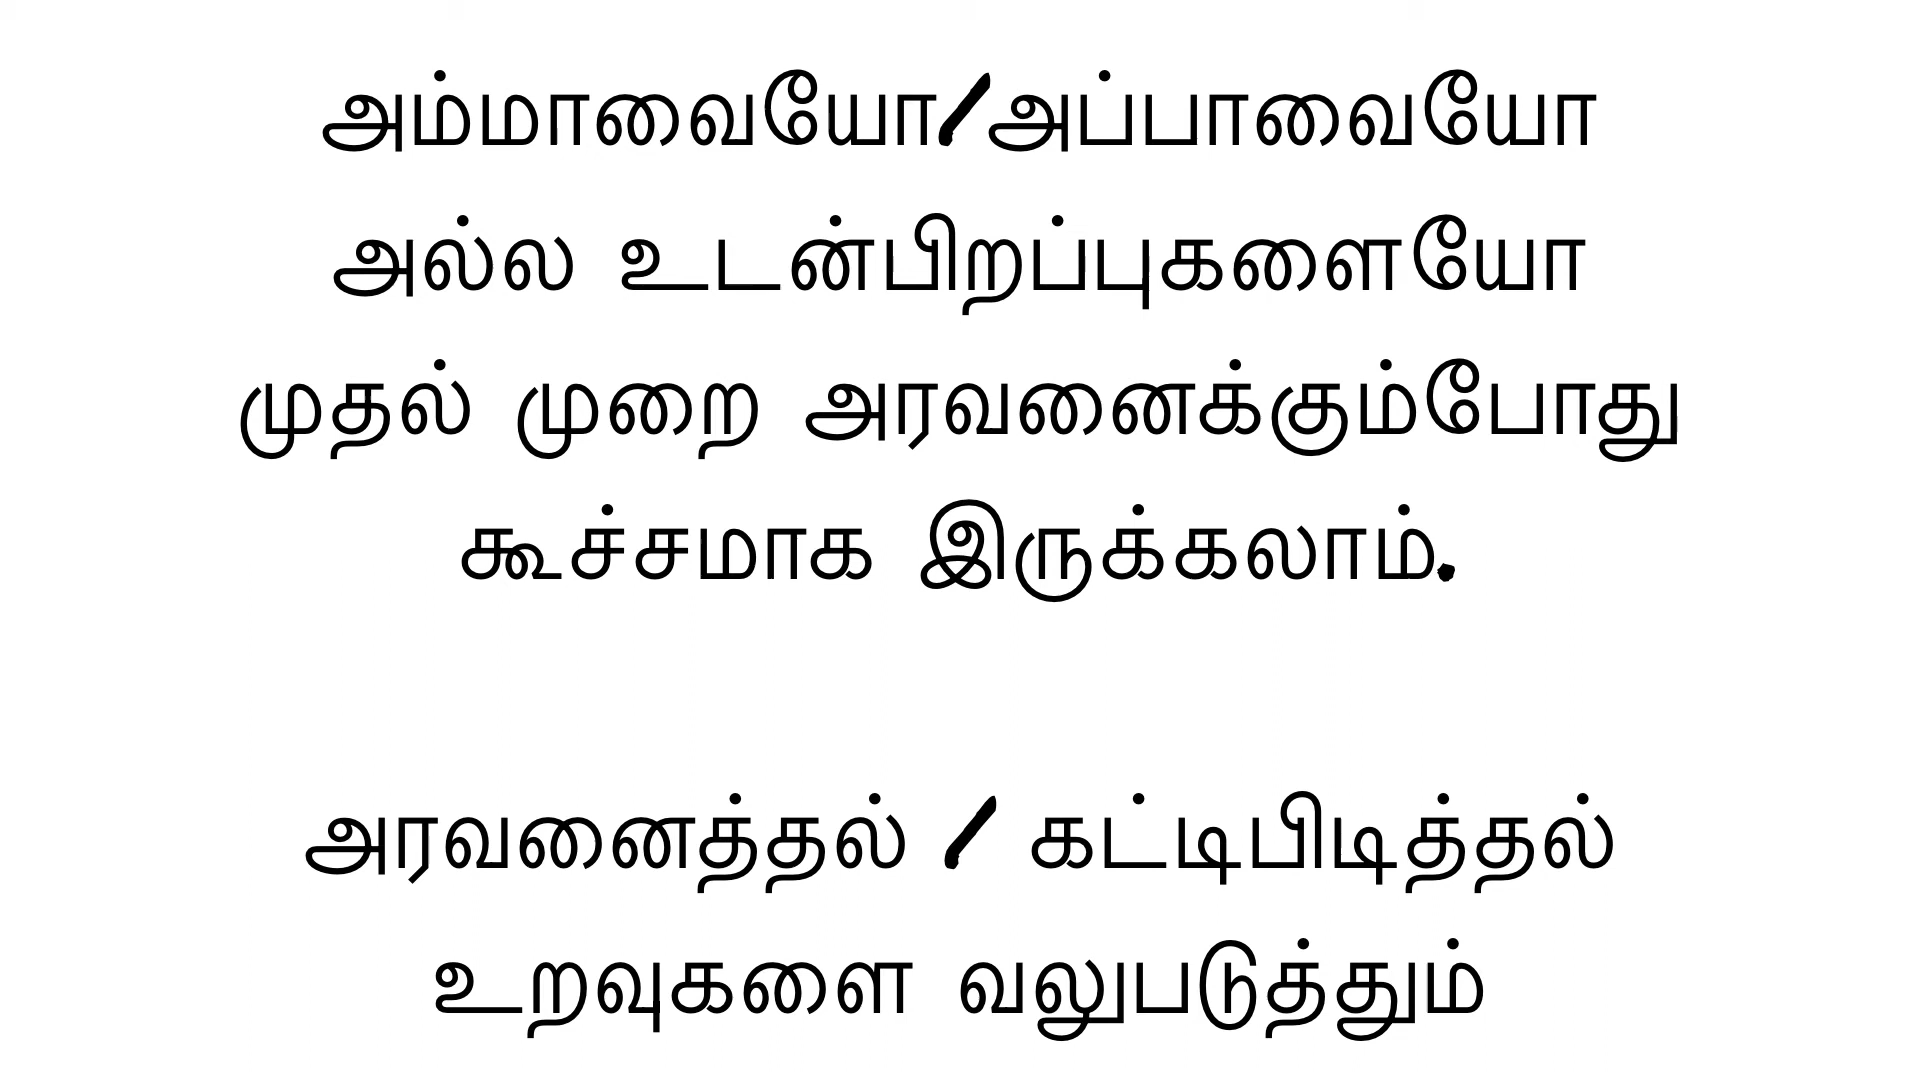 அம்மாவையோ/அப்பாவையோ
அல்ல உடன்பிறப்புகளையோ
முதல் முறை அரவனைக்கும்போது
கூச்சமாக இருக்கலாம்.
அரவனைத்தல் / கட்டிபிடித்தல்
உறவுகளை வலுபடுத்தும்